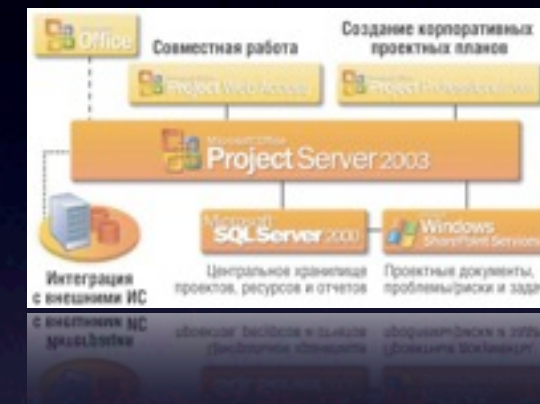 Office
Совместная работа
Создание корпоративных
проектных планов
Project Web Access
Project Professional
Microsoft Office
Project Server 2003
Microsoft
SQL Server 2000
Windows
SharePoint Services
Интеграция
с внешними ИС
Центральное хранилище
проектов, ресурсов и отчетов
Проектные документы,
проблемы/риски и